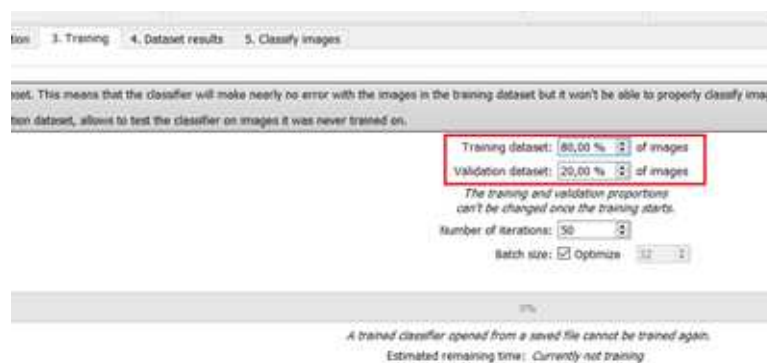 tion 3. Training 4. Dataset results 5. Classify images
oset. This means that the classifier will make nearly no error with the images in the training dataset but it won't be able to properly classify ima
tion dataset, allows to test the classifier on images it was never trained on.
Training dataset: 80,00 % of images
Validation dataset: 20,00 % of images
The training and validation proportions
can't be changed once the training starts.
Number of iterations: 50
Batch size: Optimize 32
0%
A trained classifier opened from a saved file cannot be trained again.
Estimated remaining time: Currently not training